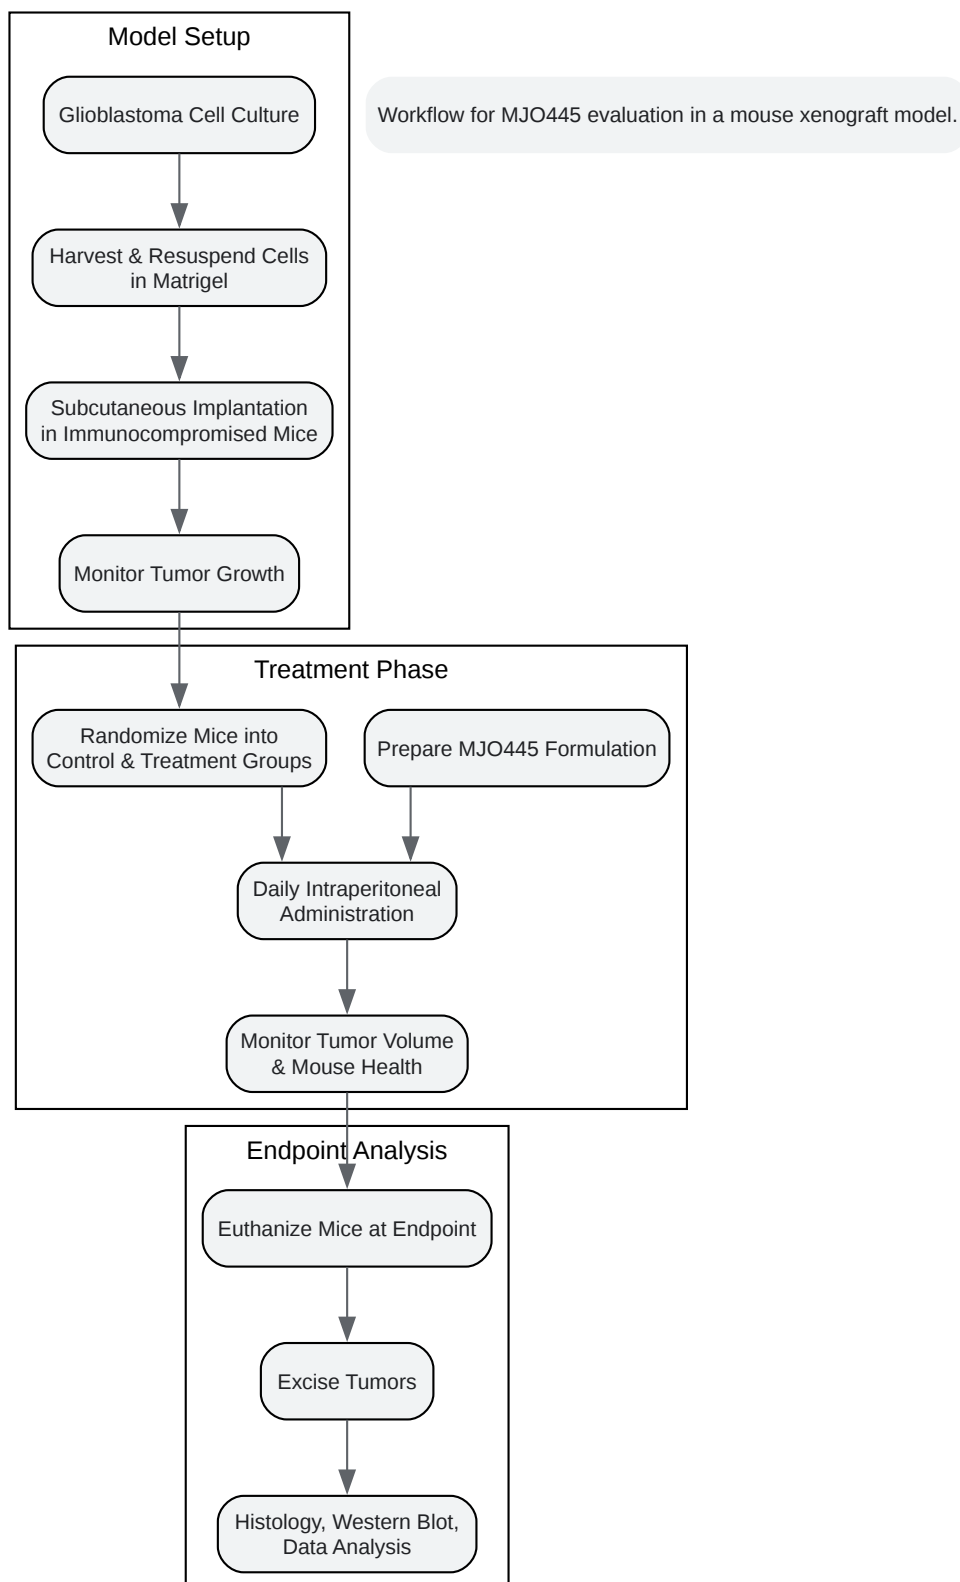 Model Setup
Glioblastoma Cell Culture
Workflow for MJO445 evaluation in a mouse xenograft model.
Harvest & Resuspend Cells
in Matrigel
Subcutaneous Implantation
in Immunocompromised Mice
Monitor Tumor Growth
Treatment Phase
Randomize Mice into
Control & Treatment Groups
Prepare MJO445 Formulation
Daily Intraperitoneal
Administration
Monitor Tumor Volume
& Mouse Health
Endpoint Analysis
Euthanize Mice at Endpoint
Excise Tumors
Histology, Western Blot,
Data Analysis